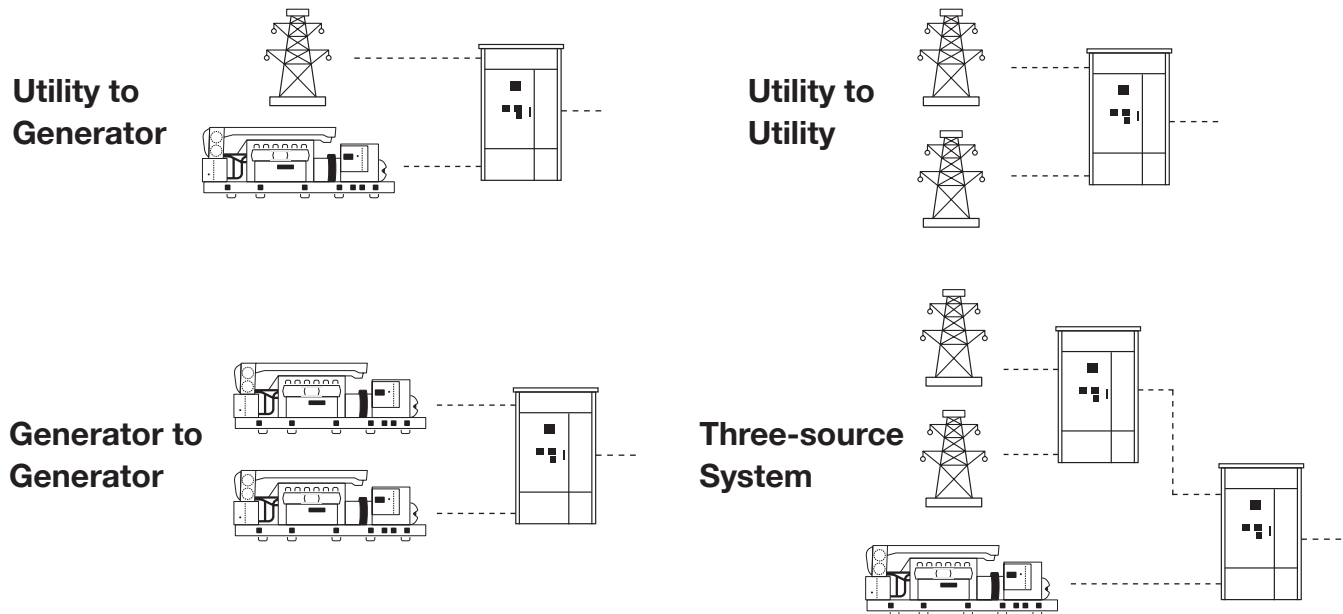 Utility to
Generator
Utility to
Utility
Generator to
Generator
Three-source
System